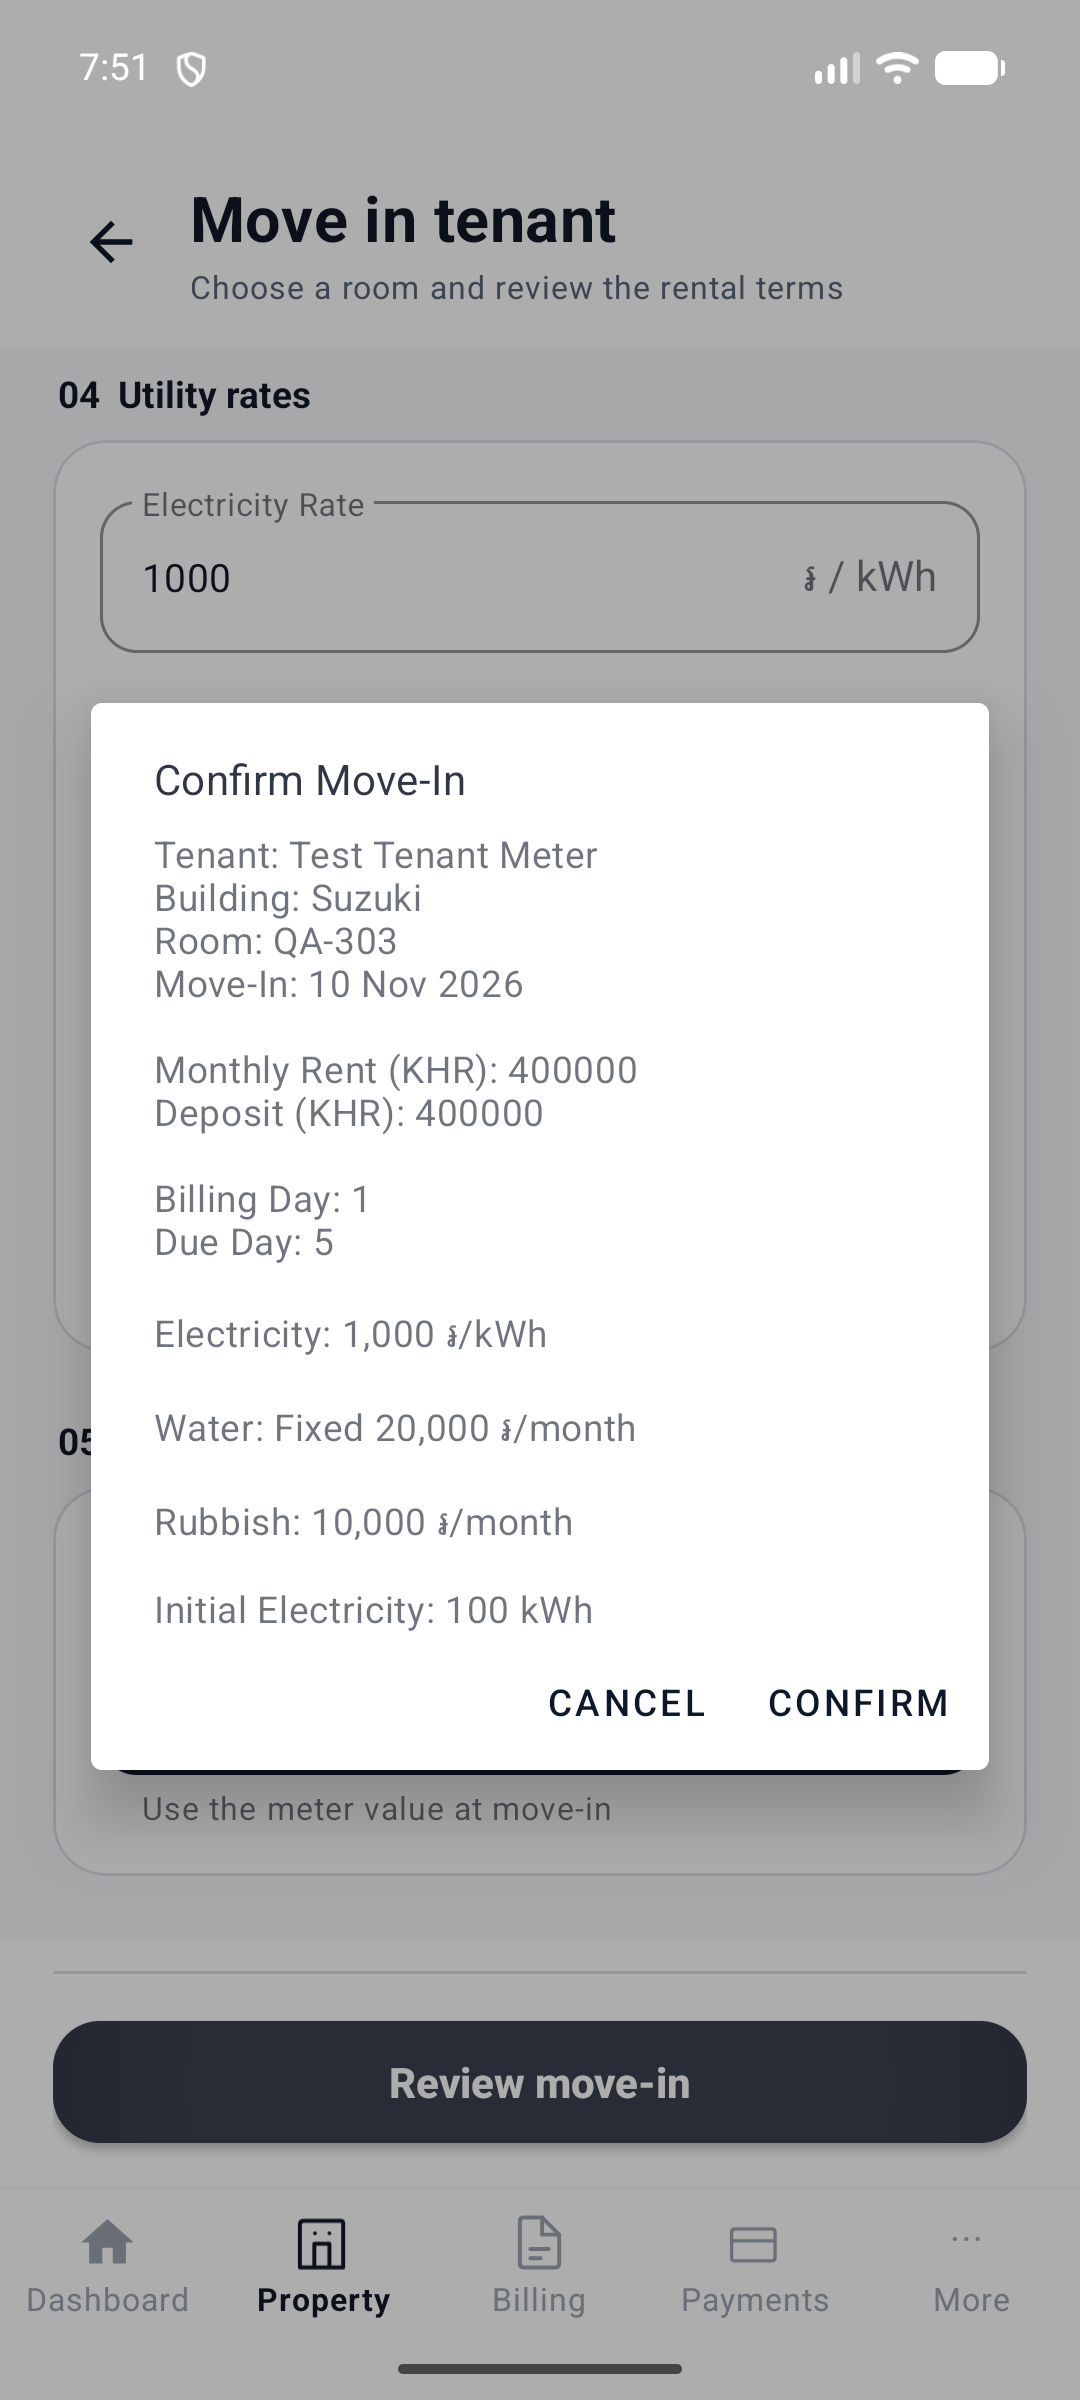 7:51
Move in tenant
Choose a room and review the rental terms
04 Utility rates
Electricity Rate
1000 ៛ / kWh
Confirm Move-In
Tenant: Test Tenant Meter
Building: Suzuki
Room: QA-303
Move-In: 10 Nov 2026
Monthly Rent (KHR): 400000
Deposit (KHR): 400000
Billing Day: 1
Due Day: 5
Electricity: 1,000 ៛/kWh
Water: Fixed 20,000 ៛/month
Rubbish: 10,000 ៛/month
Initial Electricity: 100 kWh
CANCEL CONFIRM
05
Use the meter value at move-in
Review move-in
Dashboard Property Billing Payments More